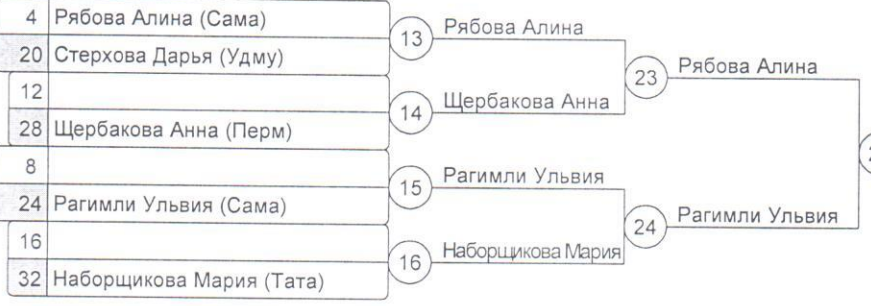 4 Рябова Алина (Сама)
20 Стерхова Дарья (Удму)
12
28 Щербакова Анна (Перм)
8
24 Рагимли Ульвия (Сама)
16
32 Наборщикова Мария (Тата)
13 Рябова Алина
14 Щербакова Анна
15 Рагимли Ульвия
16 Наборщикова Мария
23 Рябова Алина
24 Рагимли Ульвия